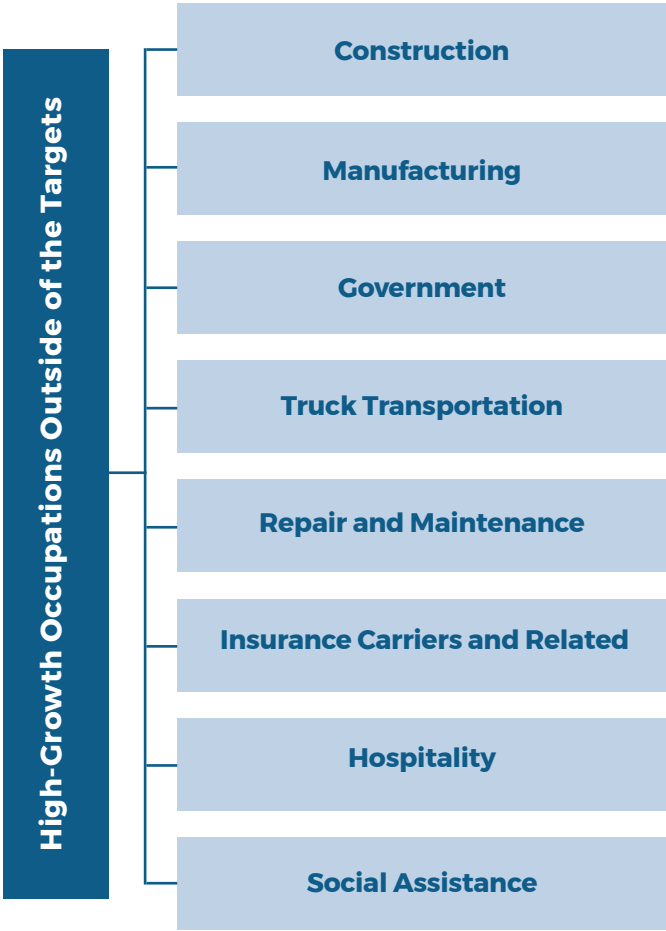 High-Growth Occupations Outside of the Targets
Construction
Manufacturing
Government
Truck Transportation
Repair and Maintenance
Insurance Carriers and Related
Hospitality
Social Assistance